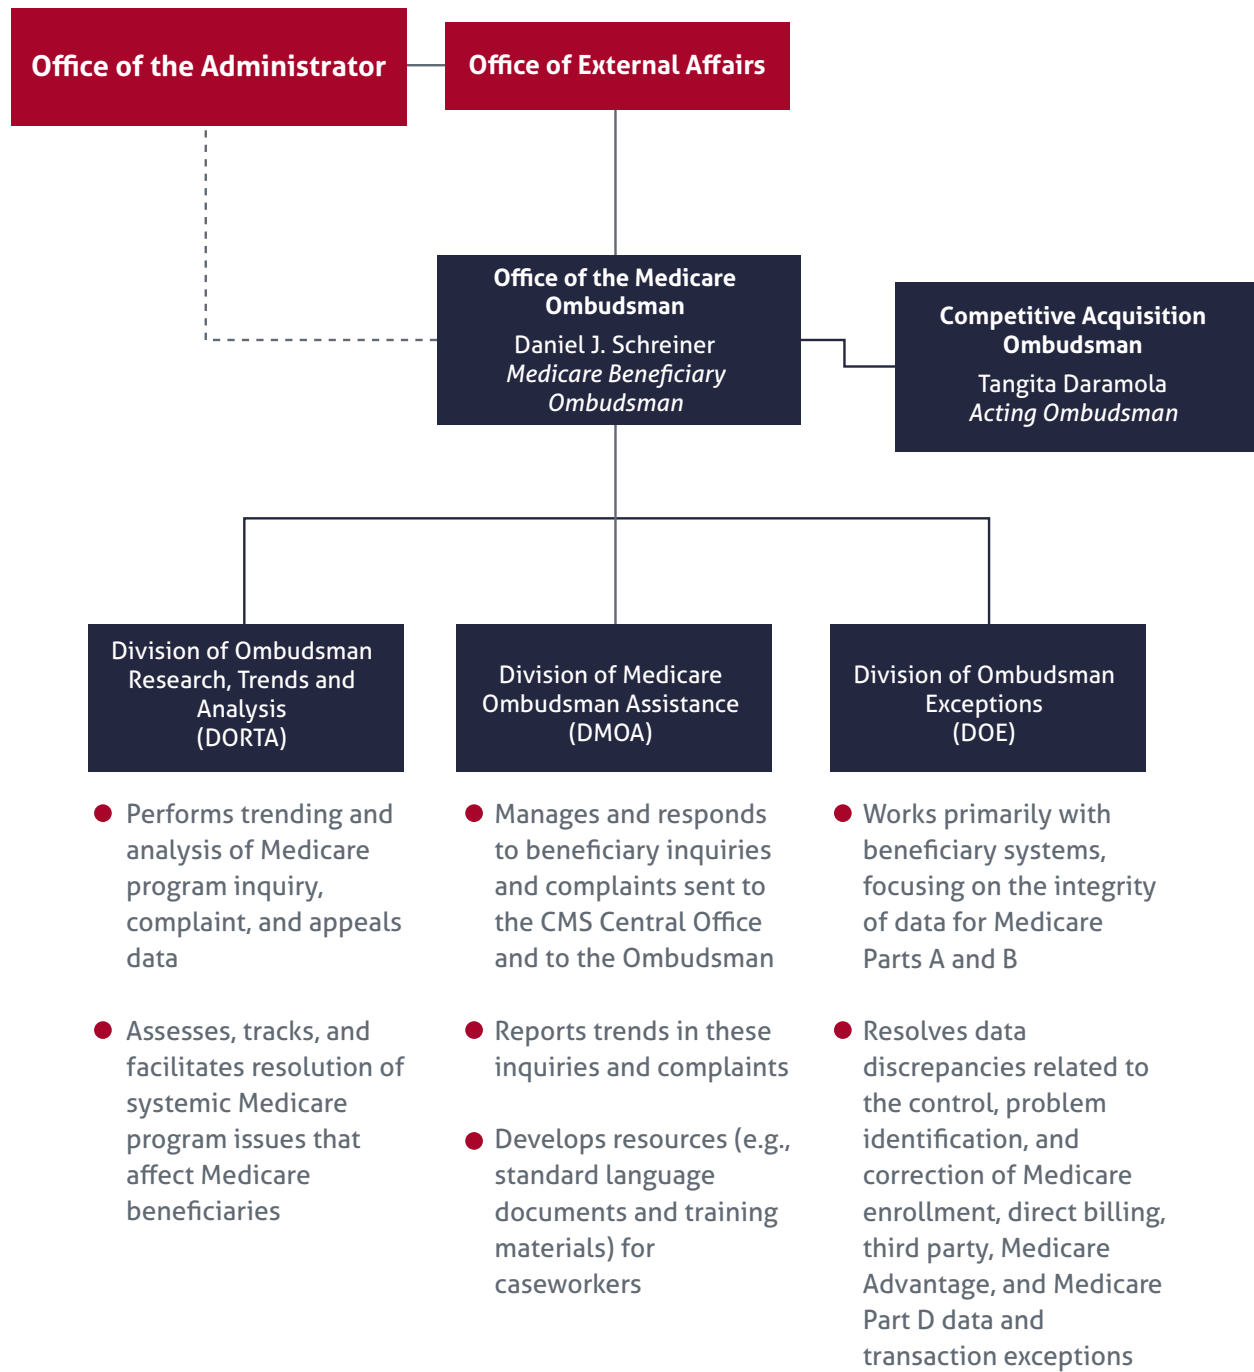 Office of the Administrator
Office of External Affairs
Office of the Medicare
Ombudsman
Daniel J. Schreiner
Medicare Beneficiary
Ombudsman
Competitive Acquisition
Ombudsman
Tangita Daramola
Acting Ombudsman
Division of Ombudsman
Research, Trends and
Analysis
(DORTA)
Division of Medicare
Ombudsman Assistance
(DMOA)
Division of Ombudsman
Exceptions
(DOE)
Performs trending and
analysis of Medicare
program inquiry,
complaint, and appeals
data
Assesses, tracks, and
facilitates resolution of
systemic Medicare
program issues that
affect Medicare
beneficiaries
Manages and responds
to beneficiary inquiries
and complaints sent to
the CMS Central Office
and to the Ombudsman
Reports trends in these
inquiries and complaints
Develops resources (e.g.,
standard language
documents and training
materials) for
caseworkers
Works primarily with
beneficiary systems,
focusing on the integrity
of data for Medicare
Parts A and B
Resolves data
discrepancies related to
the control, problem
identification, and
correction of Medicare
enrollment, direct billing,
third party, Medicare
Advantage, and Medicare
Part D data and
transaction exceptions